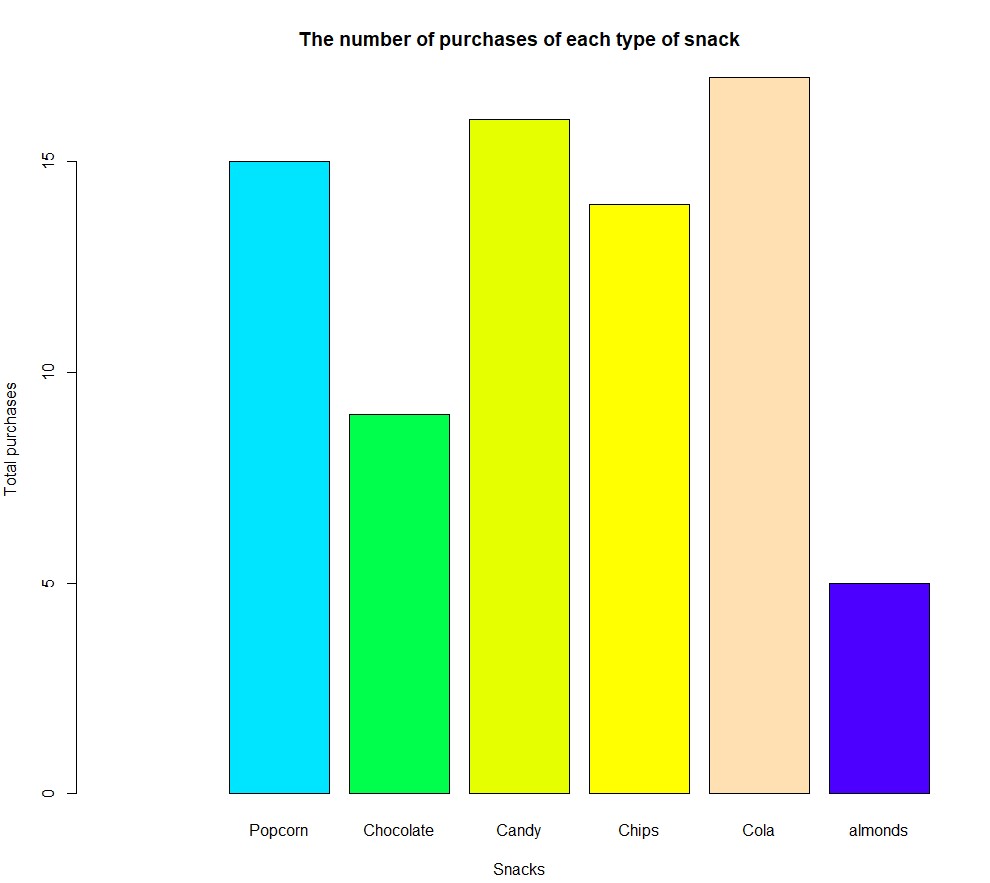 The number of purchases of each type of snack
15
10
5
0
Total purchases
Popcorn Chocolate Candy Chips Cola almonds
Snacks